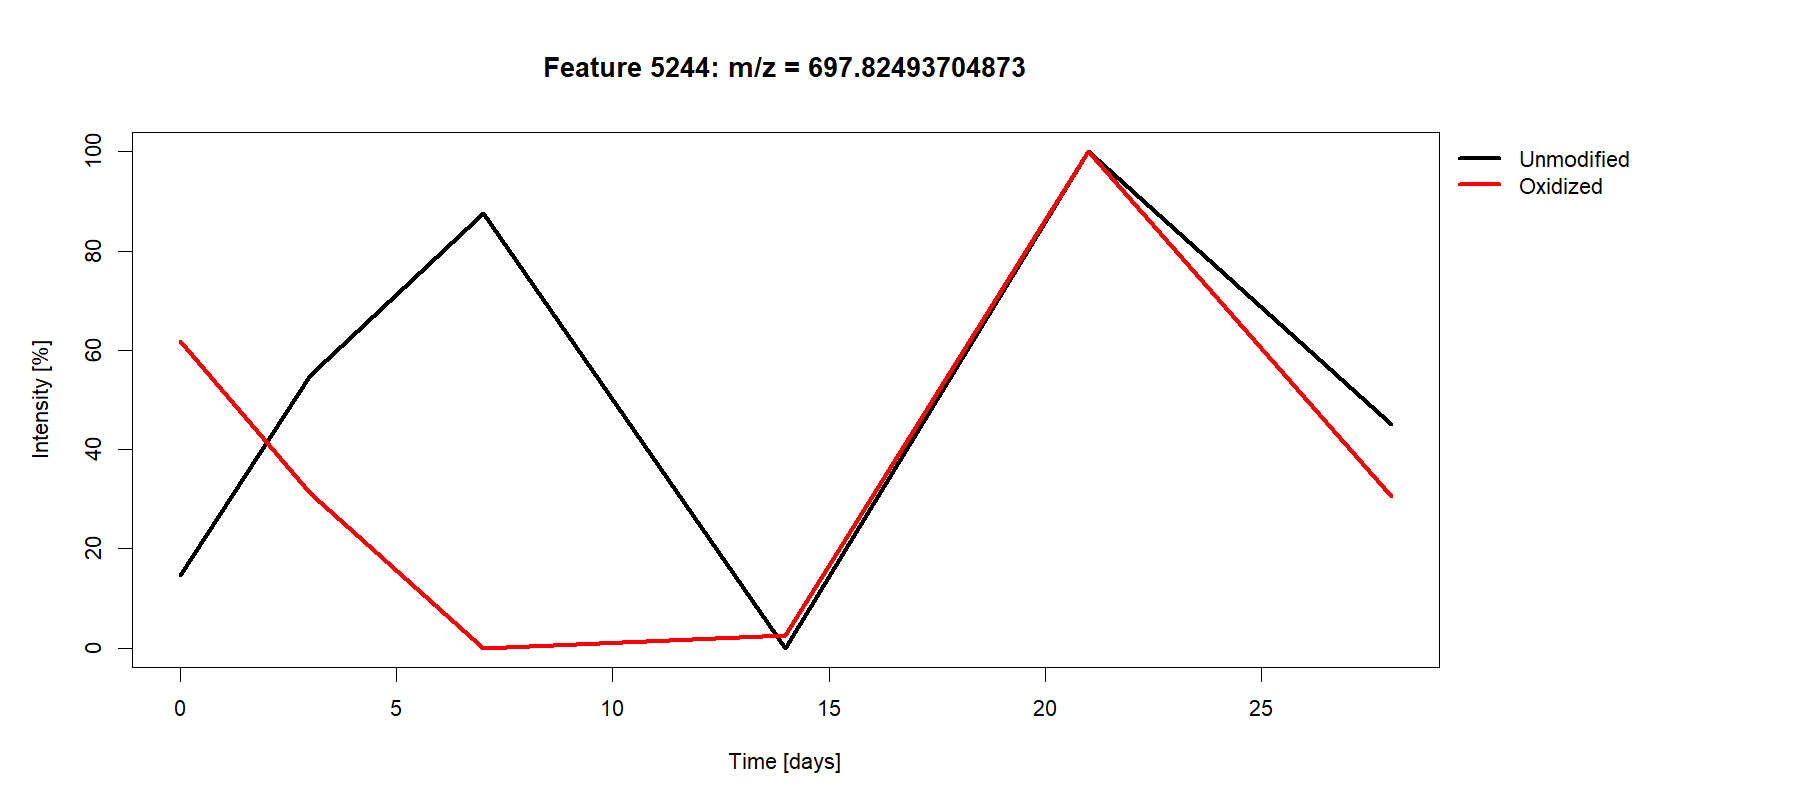 Feature 5244: m/z = 697.82493704873
Unmodified
Oxidized
Intensity [%]
100
80
60
40
20
0
0 5 10 15 20 25
Time [days]